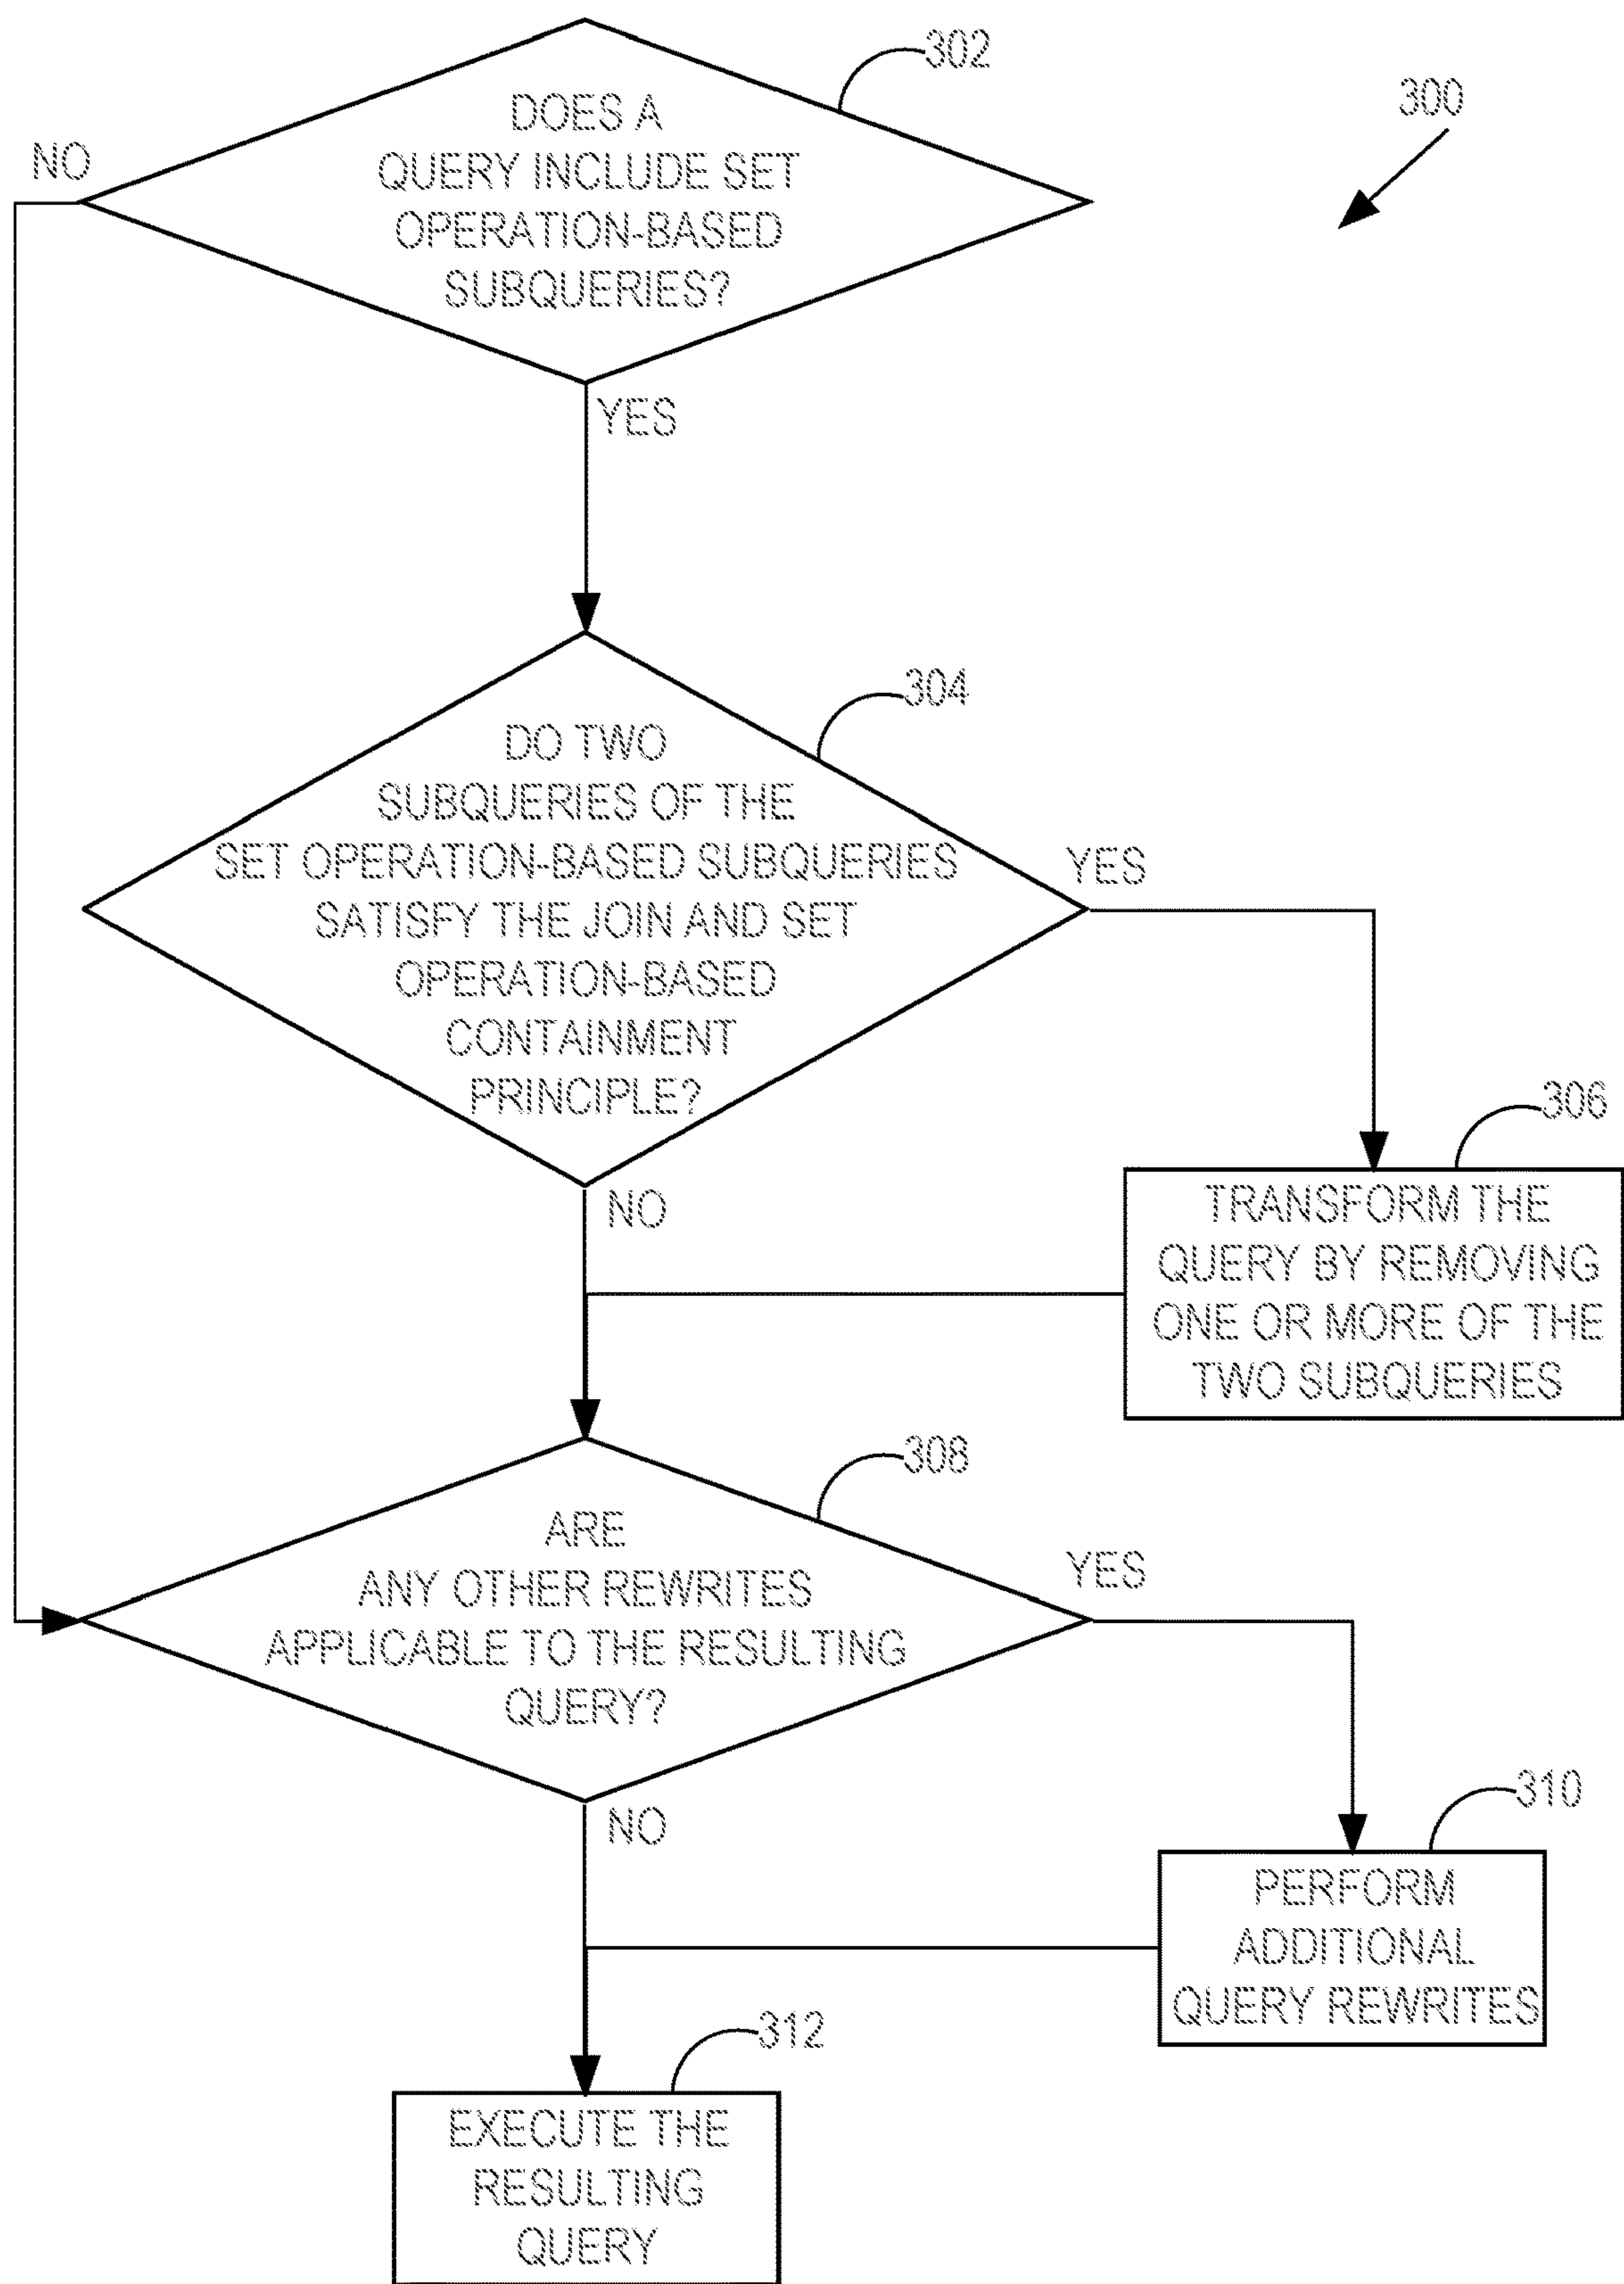 302
300
DOES A
QUERY INCLUDE SET
OPERATION-BASED
SUBQUERIES?
NO
YES
304
DO TWO
SUBQUERIES OF THE
SET OPERATION-BASED SUBQUERIES
SATISFY THE JOIN AND SET
OPERATION-BASED
CONTAINMENT
PRINCIPLE?
YES
NO
306
TRANSFORM THE
QUERY BY REMOVING
ONE OR MORE OF THE
TWO SUBQUERIES
308
ARE
ANY OTHER REWRITES
APPLICABLE TO THE RESULTING
QUERY?
YES
NO
310
PERFORM
ADDITIONAL
QUERY REWRITES
312
EXECUTE THE
RESULTING
QUERY